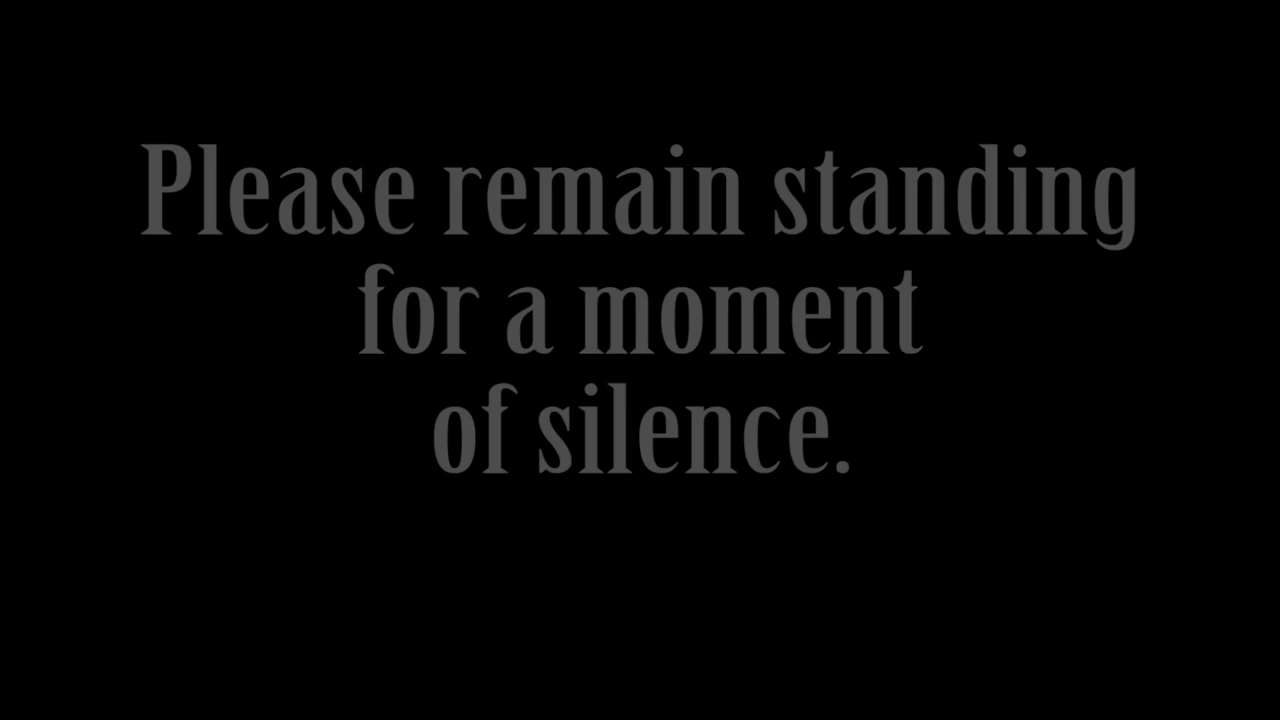 Please remain standing
for a moment
of silence.